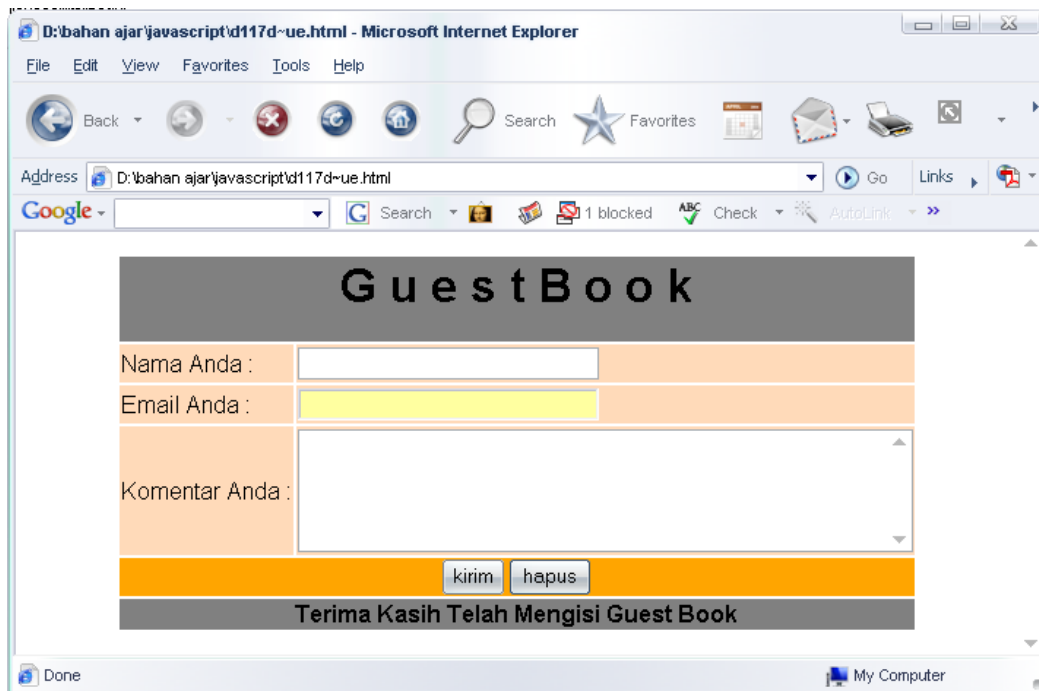 D:\bahan ajar\javascript\d117d~ue.html - Microsoft Internet Explorer
File Edit View Favorites Tools Help
Back Search Favorites
Address D:\bahan ajar\javascript\d117d~ue.html Go Links
Google Search 1 blocked ABC Check AutoLink »
G u e s t B o o k
Nama Anda :
Email Anda :
Komentar Anda :
kirim hapus
Terima Kasih Telah Mengisi Guest Book
Done My Computer